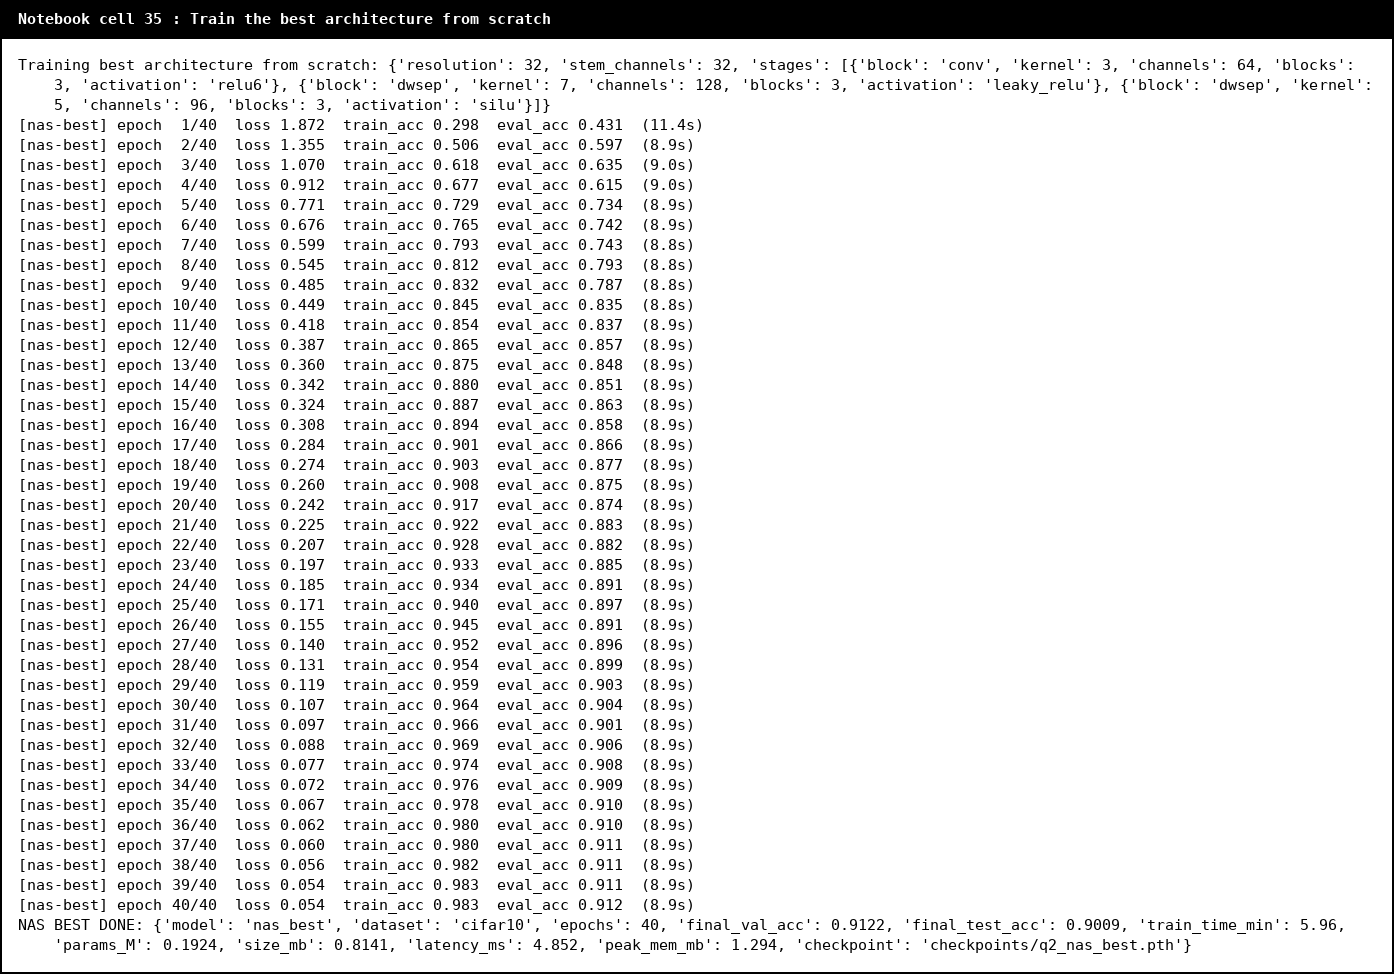 Notebook cell 35 : Train the best architecture from scratch
Training best architecture from scratch: {'resolution': 32, 'stem_channels': 32, 'stages': [{'block': 'conv', 'kernel': 3, 'channels': 64, 'blocks':
3, 'activation': 'relu6'}, {'block': 'dwsep', 'kernel': 7, 'channels': 128, 'blocks': 3, 'activation': 'leaky_relu'}, {'block': 'dwsep', 'kernel':
5, 'channels': 96, 'blocks': 3, 'activation': 'silu'}]}
[nas-best] epoch  1/40  loss 1.872  train_acc 0.298  eval_acc 0.431  (11.4s)
[nas-best] epoch  2/40  loss 1.355  train_acc 0.506  eval_acc 0.597  (8.9s)
[nas-best] epoch  3/40  loss 1.070  train_acc 0.618  eval_acc 0.635  (9.0s)
[nas-best] epoch  4/40  loss 0.912  train_acc 0.677  eval_acc 0.615  (9.0s)
[nas-best] epoch  5/40  loss 0.771  train_acc 0.729  eval_acc 0.734  (8.9s)
[nas-best] epoch  6/40  loss 0.676  train_acc 0.765  eval_acc 0.742  (8.9s)
[nas-best] epoch  7/40  loss 0.599  train_acc 0.793  eval_acc 0.743  (8.8s)
[nas-best] epoch  8/40  loss 0.545  train_acc 0.812  eval_acc 0.793  (8.8s)
[nas-best] epoch  9/40  loss 0.485  train_acc 0.832  eval_acc 0.787  (8.8s)
[nas-best] epoch 10/40  loss 0.449  train_acc 0.845  eval_acc 0.835  (8.8s)
[nas-best] epoch 11/40  loss 0.418  train_acc 0.854  eval_acc 0.837  (8.9s)
[nas-best] epoch 12/40  loss 0.387  train_acc 0.865  eval_acc 0.857  (8.9s)
[nas-best] epoch 13/40  loss 0.360  train_acc 0.875  eval_acc 0.848  (8.9s)
[nas-best] epoch 14/40  loss 0.342  train_acc 0.880  eval_acc 0.851  (8.9s)
[nas-best] epoch 15/40  loss 0.324  train_acc 0.887  eval_acc 0.863  (8.9s)
[nas-best] epoch 16/40  loss 0.308  train_acc 0.894  eval_acc 0.858  (8.9s)
[nas-best] epoch 17/40  loss 0.284  train_acc 0.901  eval_acc 0.866  (8.9s)
[nas-best] epoch 18/40  loss 0.274  train_acc 0.903  eval_acc 0.877  (8.9s)
[nas-best] epoch 19/40  loss 0.260  train_acc 0.908  eval_acc 0.875  (8.9s)
[nas-best] epoch 20/40  loss 0.242  train_acc 0.917  eval_acc 0.874  (8.9s)
[nas-best] epoch 21/40  loss 0.225  train_acc 0.922  eval_acc 0.883  (8.9s)
[nas-best] epoch 22/40  loss 0.207  train_acc 0.928  eval_acc 0.882  (8.9s)
[nas-best] epoch 23/40  loss 0.197  train_acc 0.933  eval_acc 0.885  (8.9s)
[nas-best] epoch 24/40  loss 0.185  train_acc 0.934  eval_acc 0.891  (8.9s)
[nas-best] epoch 25/40  loss 0.171  train_acc 0.940  eval_acc 0.897  (8.9s)
[nas-best] epoch 26/40  loss 0.155  train_acc 0.945  eval_acc 0.891  (8.9s)
[nas-best] epoch 27/40  loss 0.140  train_acc 0.952  eval_acc 0.896  (8.9s)
[nas-best] epoch 28/40  loss 0.131  train_acc 0.954  eval_acc 0.899  (8.9s)
[nas-best] epoch 29/40  loss 0.119  train_acc 0.959  eval_acc 0.903  (8.9s)
[nas-best] epoch 30/40  loss 0.107  train_acc 0.964  eval_acc 0.904  (8.9s)
[nas-best] epoch 31/40  loss 0.097  train_acc 0.966  eval_acc 0.901  (8.9s)
[nas-best] epoch 32/40  loss 0.088  train_acc 0.969  eval_acc 0.906  (8.9s)
[nas-best] epoch 33/40  loss 0.077  train_acc 0.974  eval_acc 0.908  (8.9s)
[nas-best] epoch 34/40  loss 0.072  train_acc 0.976  eval_acc 0.909  (8.9s)
[nas-best] epoch 35/40  loss 0.067  train_acc 0.978  eval_acc 0.910  (8.9s)
[nas-best] epoch 36/40  loss 0.062  train_acc 0.980  eval_acc 0.910  (8.9s)
[nas-best] epoch 37/40  loss 0.060  train_acc 0.980  eval_acc 0.911  (8.9s)
[nas-best] epoch 38/40  loss 0.056  train_acc 0.982  eval_acc 0.911  (8.9s)
[nas-best] epoch 39/40  loss 0.054  train_acc 0.983  eval_acc 0.911  (8.9s)
[nas-best] epoch 40/40  loss 0.054  train_acc 0.983  eval_acc 0.912  (8.9s)
NAS BEST DONE: {'model': 'nas_best', 'dataset': 'cifar10', 'epochs': 40, 'final_val_acc': 0.9122, 'final_test_acc': 0.9009, 'train_time_min': 5.96,
'params_M': 0.1924, 'size_mb': 0.8141, 'latency_ms': 4.852, 'peak_mem_mb': 1.294, 'checkpoint': 'checkpoints/q2_nas_best.pth'}